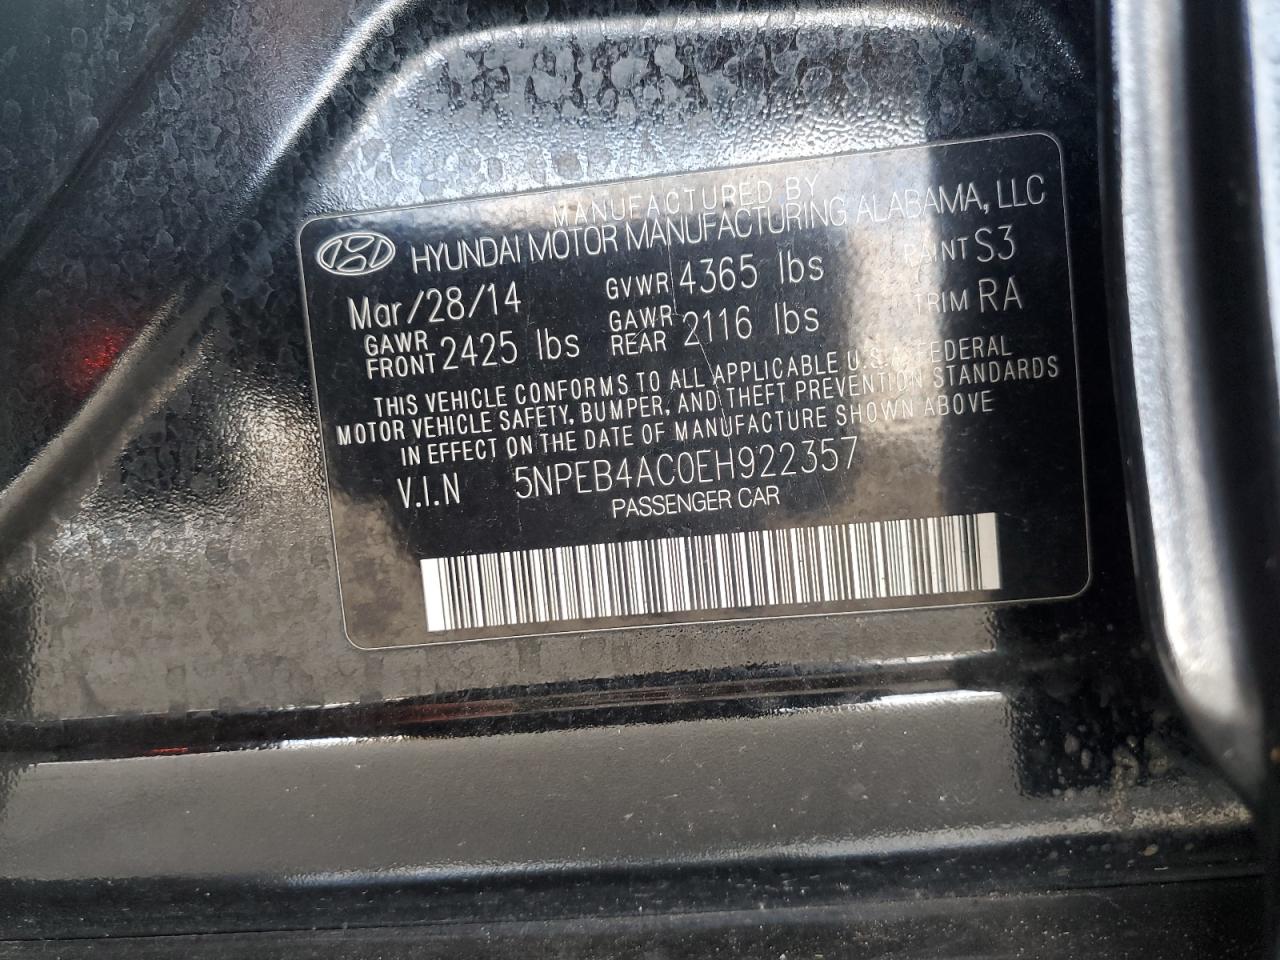 MANUFACTURED BY
HYUNDAI MOTOR MANUFACTURING ALABAMA, LLC
Mar/28/14 GVWR 4365 lbs PAINT S3
GAWR FRONT 2425 lbs GAWR REAR 2116 lbs TRIM RA
THIS VEHICLE CONFORMS TO ALL APPLICABLE U.S.A. FEDERAL
MOTOR VEHICLE SAFETY, BUMPER, AND THEFT PREVENTION STANDARDS
IN EFFECT ON THE DATE OF MANUFACTURE SHOWN ABOVE
V.I.N 5NPEB4AC0EH922357
PASSENGER CAR